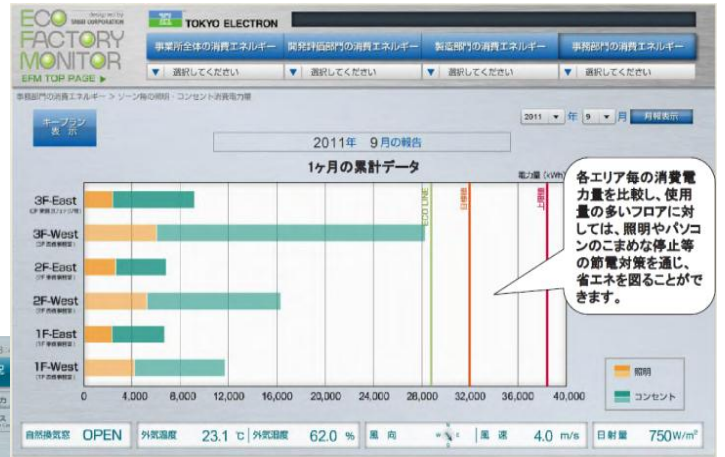 ECO designed by
FACTORY
MONITOR
EFM TOP PAGE ▶
TOKYO ELECTRON
事業所全体の消費エネルギー 開発評価部門の消費エネルギー 製造部門の消費エネルギー 事務部門の消費エネルギー
▼ 選択してください ▼ 選択してください ▼ 選択してください ▼ 選択してください
事務部門の消費エネルギー > ゾーン毎の照明・コンセント消費電力量
キープラン
表 示
2011 ▼ 年 9 ▼ 月 月報表示
2011年 9月の報告
1ヶ月の累計データ
電力量 (kWh)
ECO LINE
目標値
上限値
3F-East
3F-West
2F-East
2F-West
1F-East
1F-West
0 4,000 8,000 12,000 16,000 20,000 24,000 28,000 32,000 36,000 40,000
各エリア毎の消費電
力量を比較し、使用
量の多いフロアに対
しては、照明やパソコ
ンのこまめな停止等
の節電対策を通じ、
省エネを図ることがで
きます。
照明
コンセント
自然換気窓 OPEN 外気温度 23.1 ℃ 外気湿度 62.0 % 風 向 風 速 4.0 m/s 日射量 750W/m²